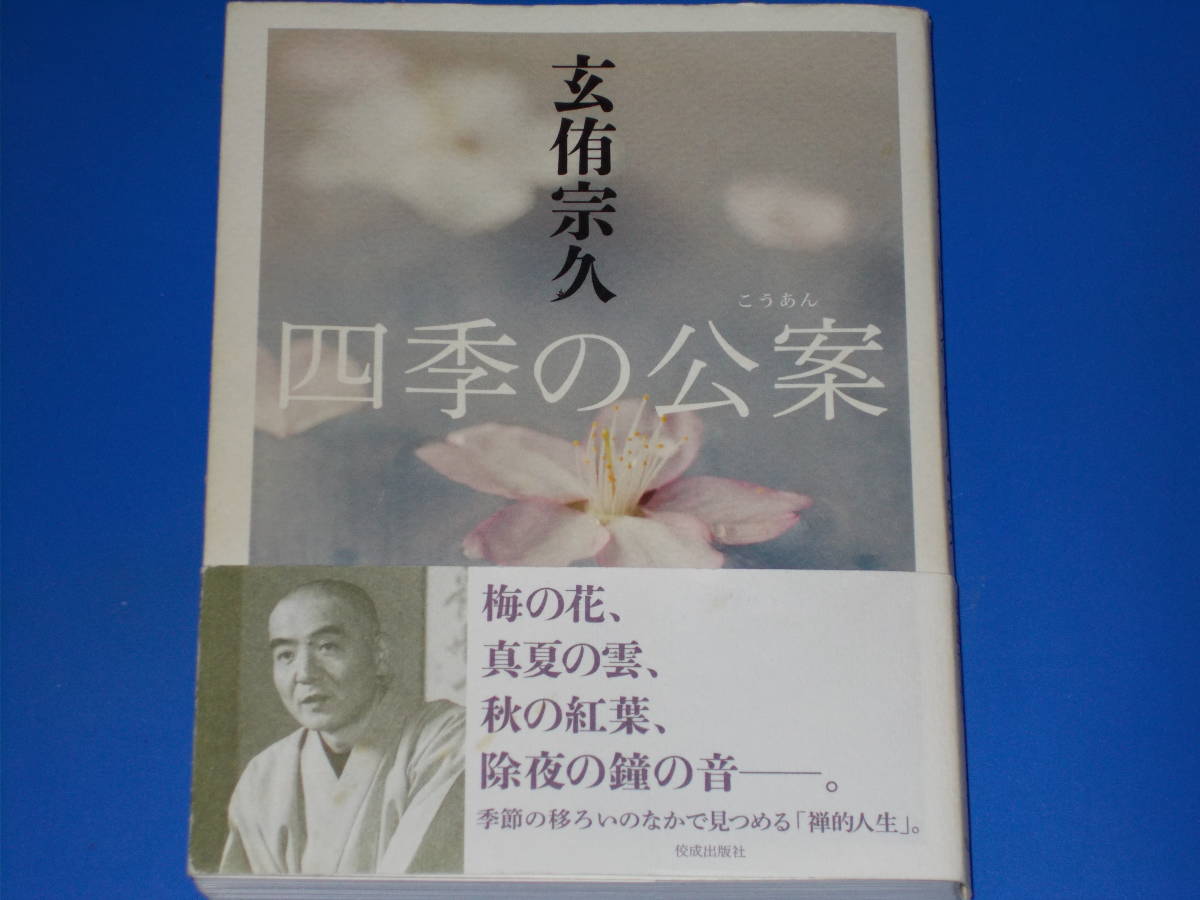 玄侑宗久
こうあん
四季の公案
梅の花、
真夏の雲、
秋の紅葉、
除夜の鐘の音――。
季節の移ろいのなかで見つめる「禅的人生」。
佼成出版社